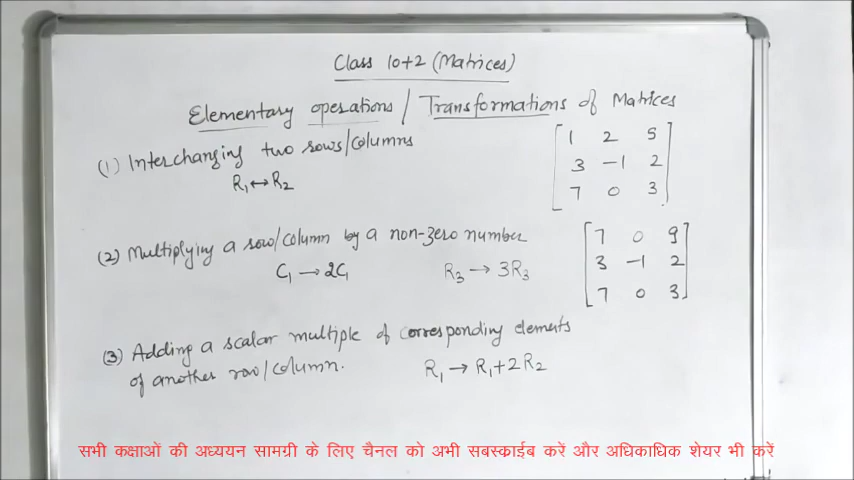 Class 10+2 (Matrices)
Elementary operations / Transformations of Matrices
(1) Interchanging two rows/columns
R₁↔R₂
[1 2 5
3 -1 2
7 0 3]
(2) Multiplying a row/column by a non-zero number
C₁ → 2C₁ R₃ → 3R₃
[7 0 9
3 -1 2
7 0 3]
(3) Adding a scalar multiple of corresponding elements
of another row/column. R₁ → R₁+2R₂
सभी कक्षाओं की अध्ययन सामग्री के लिए चैनल को अभी सबस्क्राईब करें और अधिकाधिक शेयर भी करें